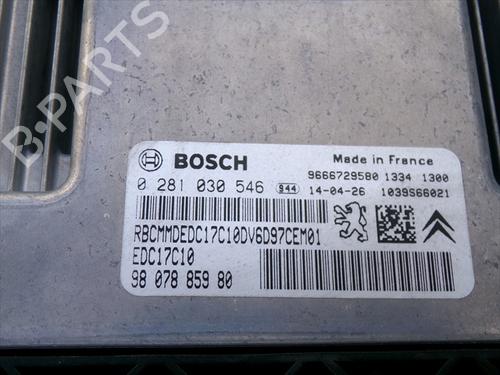 B-PARTS
BOSCH
Made in France
9666729580 1334 1300
0 281 030 546 944 14-04-26 1039S66021
RBCMMDEDC17C10DV6D97CEM01
EDC17C10
98 078 859 80